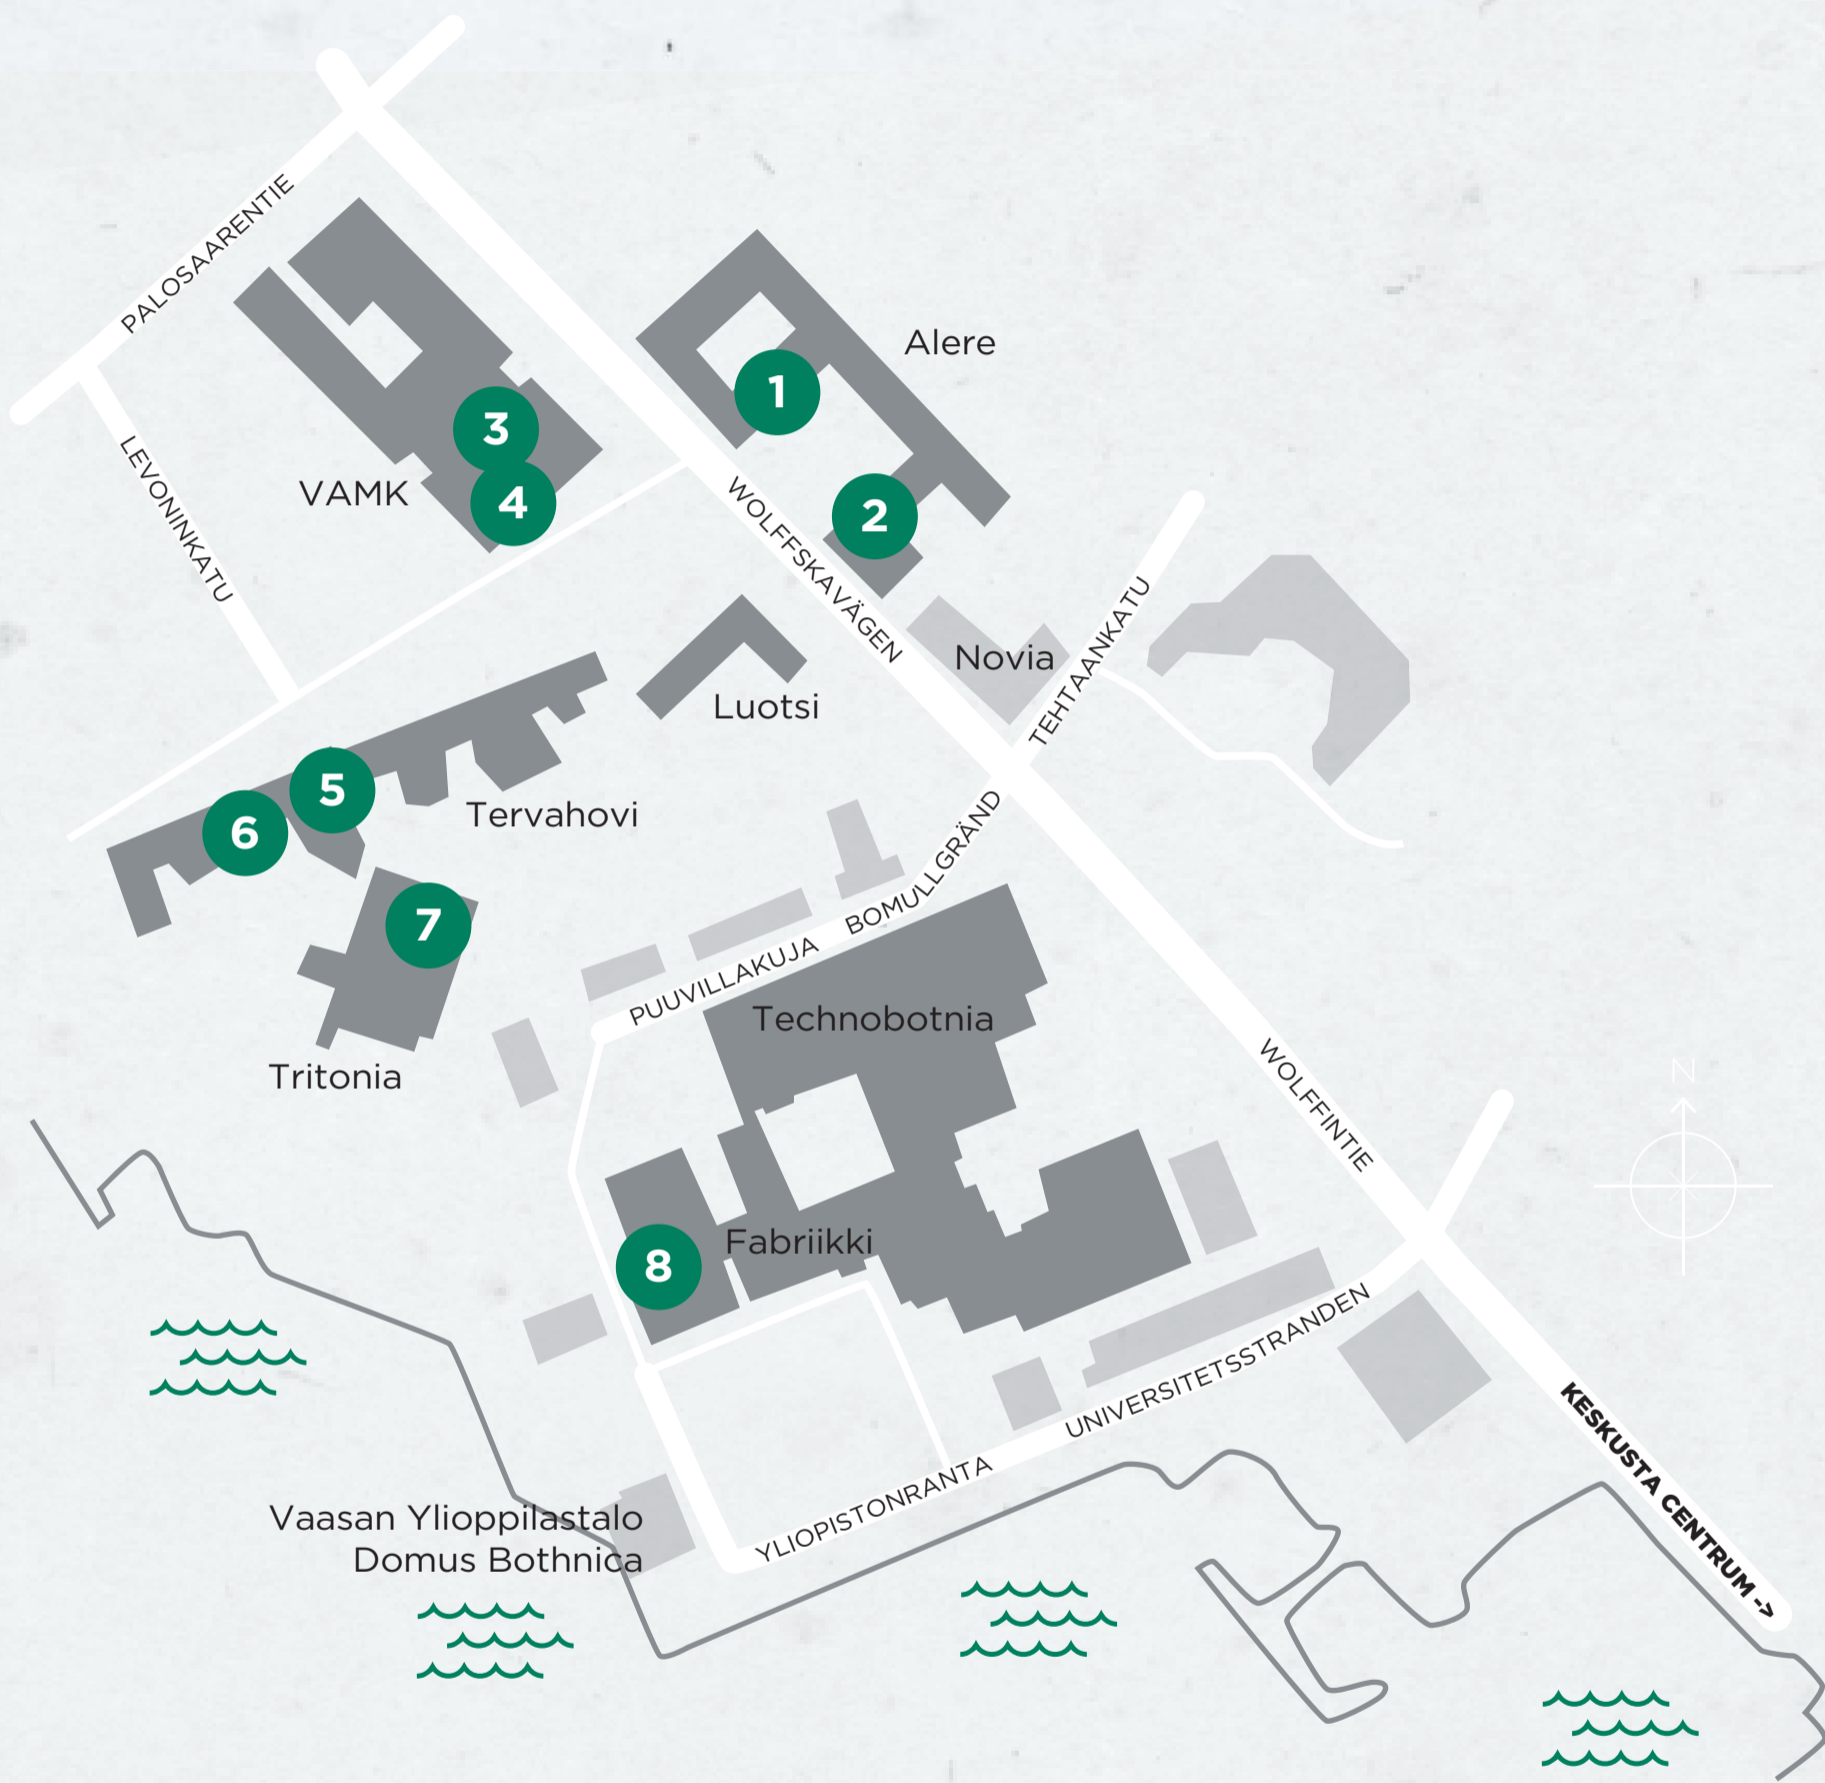 PALOSAARENTIE
Alere
1
3
LEVONINKATU
VAMK
4
2
WOLFFSKAVÄGEN
TEHTAANKATU
Novia
Luotsi
5
Tervahovi
6
BOMULLGRÄND
7
PUUVILLAKUJA
Technobotnia
Tritonia
WOLFFINTIE
N
Fabriikki
8
UNIVERSITETSSTRANDEN
YLIOPISTONRANTA
KESKUSTA CENTRUM ->
Vaasan Ylioppilastalo
Domus Bothnica